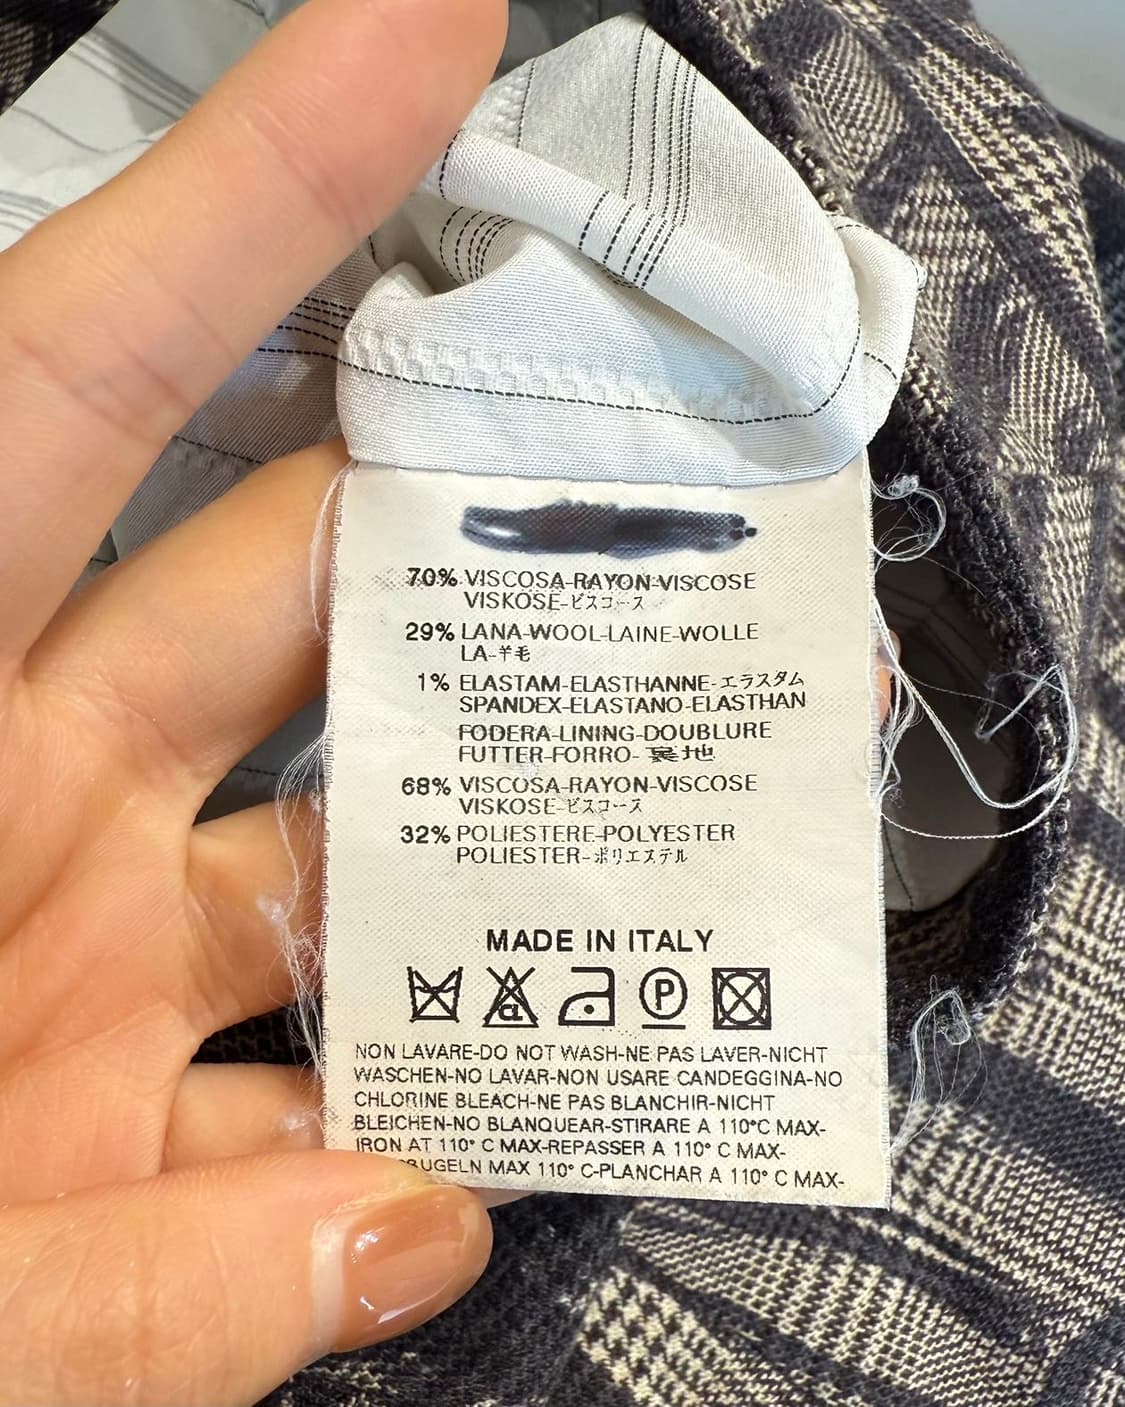 70% VISCOSA-RAYON-VISCOSE
VISKOSE-ビスコース
29% LANA-WOOL-LAINE-WOLLE
LA-羊毛
1% ELASTAM-ELASTHANNE-エラスタム
SPANDEX-ELASTANO-ELASTHAN
FODERA-LINING-DOUBLURE
FUTTER-FORRO-裏地
68% VISCOSA-RAYON-VISCOSE
VISKOSE-ビスコース
32% POLIESTERE-POLYESTER
POLIESTER-ポリエステル
MADE IN ITALY
cl P
NON LAVARE-DO NOT WASH-NE PAS LAVER-NICHT
WASCHEN-NO LAVAR-NON USARE CANDEGGINA-NO
CHLORINE BLEACH-NE PAS BLANCHIR-NICHT
BLEICHEN-NO BLANQUEAR-STIRARE A 110°C MAX-
IRON AT 110° C MAX-REPASSER A 110° C MAX-
BUGELN MAX 110° C-PLANCHAR A 110° C MAX-